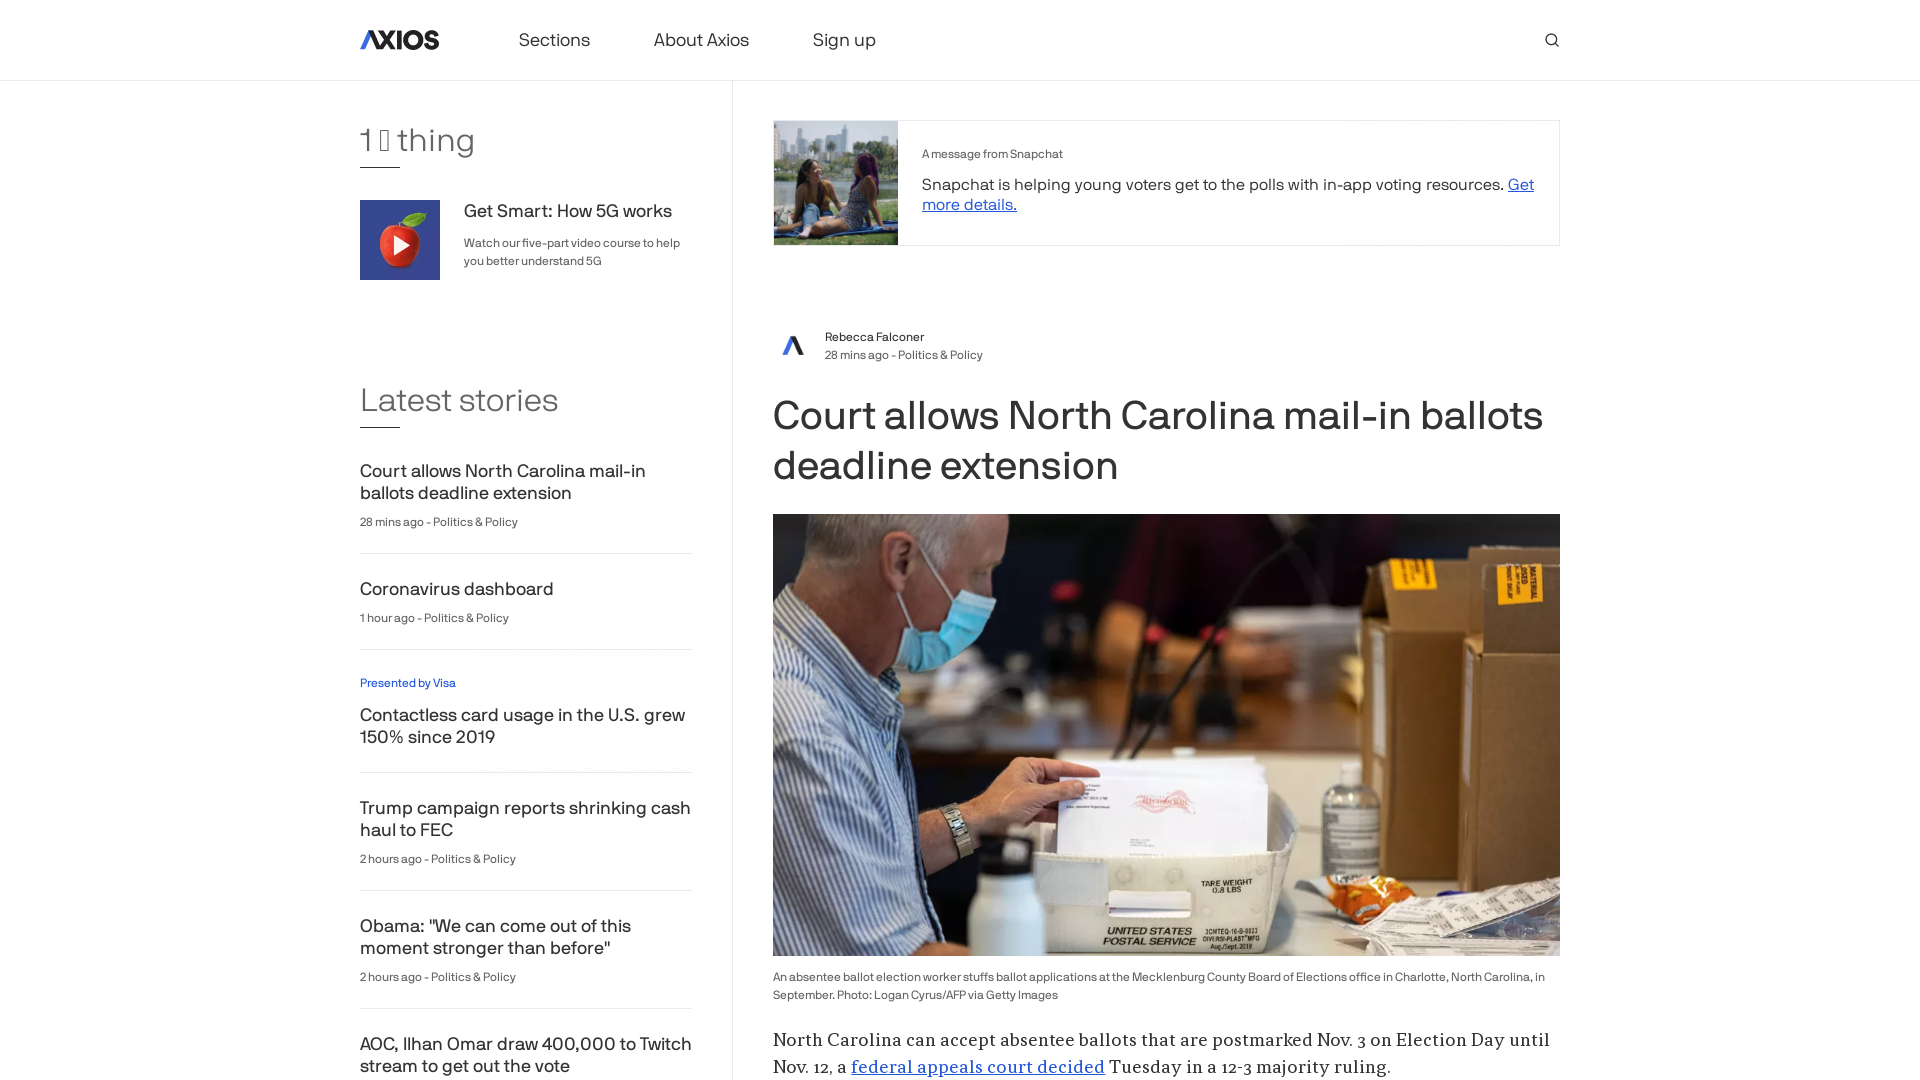 AXIOS
Sections
About Axios
Sign up
1 thing
Get Smart: How 5G works
Watch our five-part video course to help
you better understand 5G
Latest stories
Court allows North Carolina mail-in
ballots deadline extension
28 mins ago - Politics & Policy
Coronavirus dashboard
1 hour ago - Politics & Policy
Presented by Visa
Contactless card usage in the U.S. grew
150% since 2019
Trump campaign reports shrinking cash
haul to FEC
2 hours ago - Politics & Policy
Obama: "We can come out of this
moment stronger than before"
2 hours ago - Politics & Policy
AOC, Ilhan Omar draw 400,000 to Twitch
stream to get out the vote
A message from Snapchat
Snapchat is helping young voters get to the polls with in-app voting resources. Get
more details.
Rebecca Falconer
28 mins ago - Politics & Policy
Court allows North Carolina mail-in ballots
deadline extension
USED
MATERIAL
TARE WEIGHT
0.8 LBS
UNITED STATES
POSTAL SERVICE
Aug./Sept. 2018
An absentee ballot election worker stuffs ballot applications at the Mecklenburg County Board of Elections office in Charlotte, North Carolina, in
September. Photo: Logan Cyrus/AFP via Getty Images
North Carolina can accept absentee ballots that are postmarked Nov. 3 on Election Day until
Nov. 12, a federal appeals court decided Tuesday in a 12-3 majority ruling.